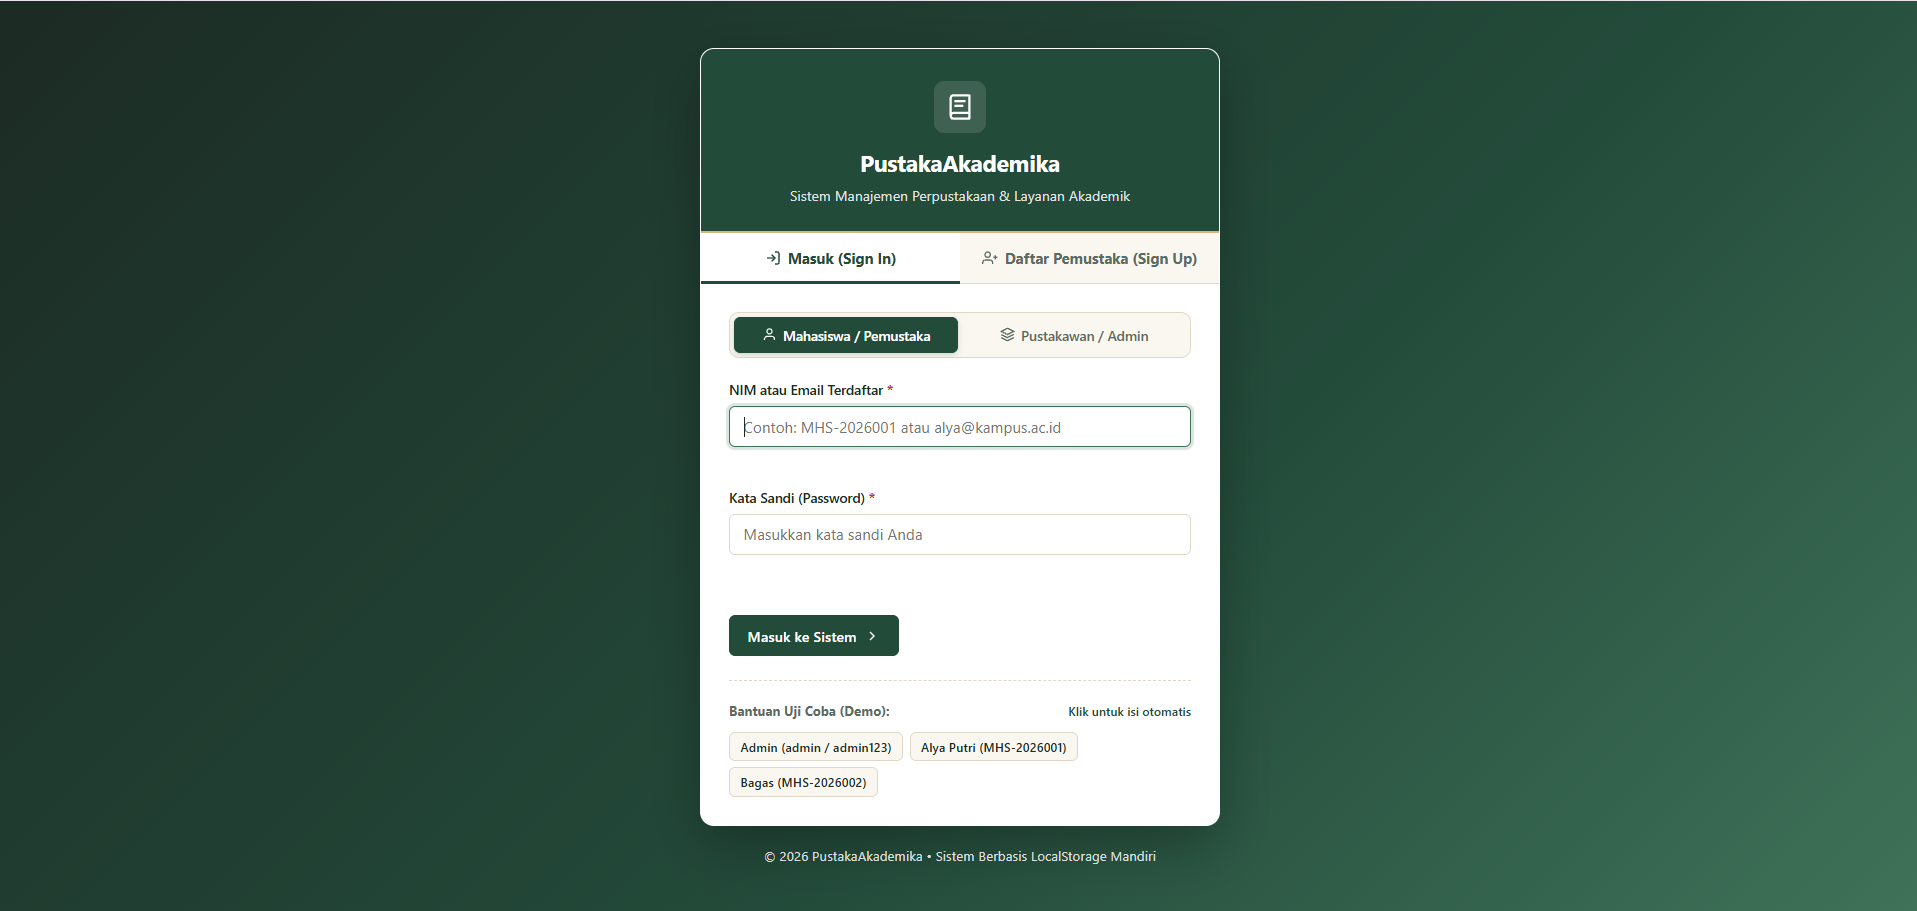 PustakaAkademika
Sistem Manajemen Perpustakaan & Layanan Akademik
Masuk (Sign In)
Daftar Pemustaka (Sign Up)
Mahasiswa / Pemustaka
Pustakawan / Admin
NIM atau Email Terdaftar *
Contoh: MHS-2026001 atau alya@kampus.ac.id
Kata Sandi (Password) *
Masukkan kata sandi Anda
Masuk ke Sistem
Bantuan Uji Coba (Demo):
Klik untuk isi otomatis
Admin (admin / admin123)
Alya Putri (MHS-2026001)
Bagas (MHS-2026002)
© 2026 PustakaAkademika • Sistem Berbasis LocalStorage Mandiri